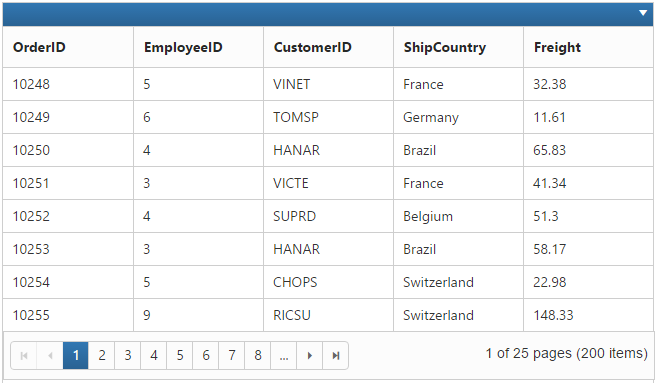 OrderID EmployeeID CustomerID ShipCountry Freight
10248 5 VINET France 32.38
10249 6 TOMSP Germany 11.61
10250 4 HANAR Brazil 65.83
10251 3 VICTE France 41.34
10252 4 SUPRD Belgium 51.3
10253 3 HANAR Brazil 58.17
10254 5 CHOPS Switzerland 22.98
10255 9 RICSU Switzerland 148.33
1 2 3 4 5 6 7 8 ... 1 of 25 pages (200 items)